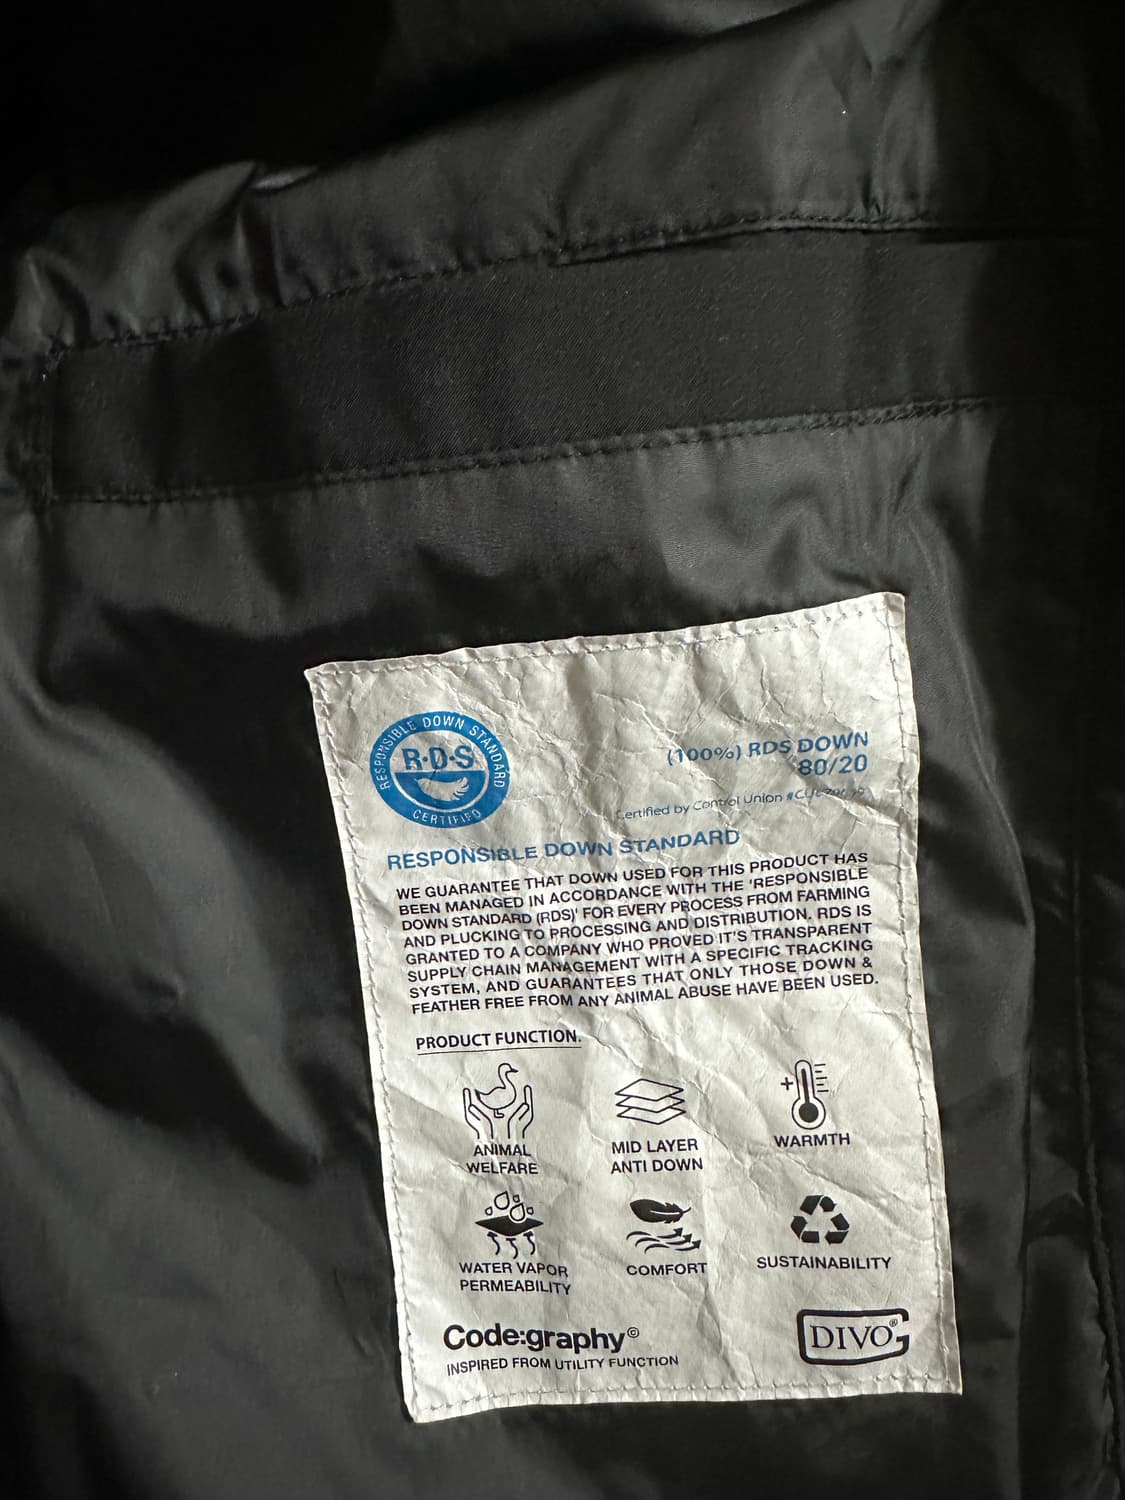 RESPONSIBLE DOWN STANDARD
R·D·S
CERTIFIED
(100%) RDS DOWN
80/20
Certified by Control Union
RESPONSIBLE DOWN STANDARD
WE GUARANTEE THAT DOWN USED FOR THIS PRODUCT HAS
BEEN MANAGED IN ACCORDANCE WITH THE 'RESPONSIBLE
DOWN STANDARD (RDS)' FOR EVERY PROCESS FROM FARMING
AND PLUCKING TO PROCESSING AND DISTRIBUTION. RDS IS
GRANTED TO A COMPANY WHO PROVED IT'S TRANSPARENT
SUPPLY CHAIN MANAGEMENT WITH A SPECIFIC TRACKING
SYSTEM, AND GUARANTEES THAT ONLY THOSE DOWN &
FEATHER FREE FROM ANY ANIMAL ABUSE HAVE BEEN USED.
PRODUCT FUNCTION.
ANIMAL
WELFARE
MID LAYER
ANTI DOWN
WARMTH
WATER VAPOR
PERMEABILITY
COMFORT
SUSTAINABILITY
Code:graphy©
INSPIRED FROM UTILITY FUNCTION
DIVO®